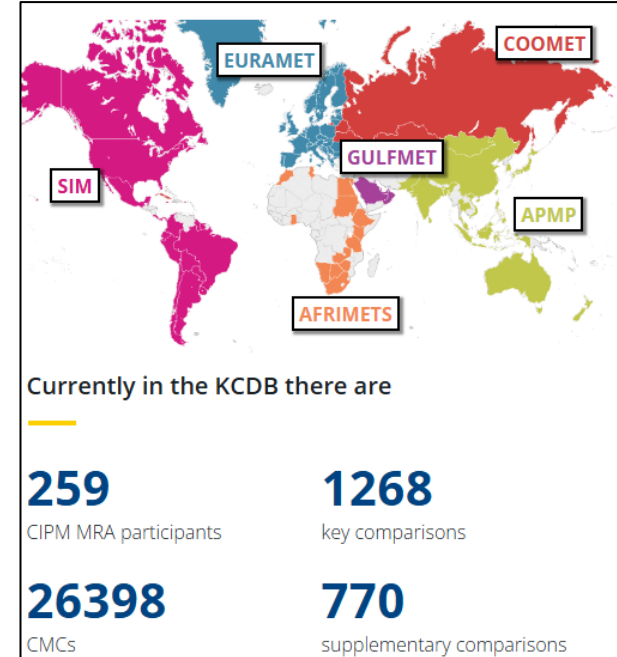 COOMET
EURAMET
GULFMET
SIM
APMP
AFRIMETS
Currently in the KCDB there are
259
1268
CIPM MRA participants
key comparisons
26398
770
CMCs
supplementary comparisons